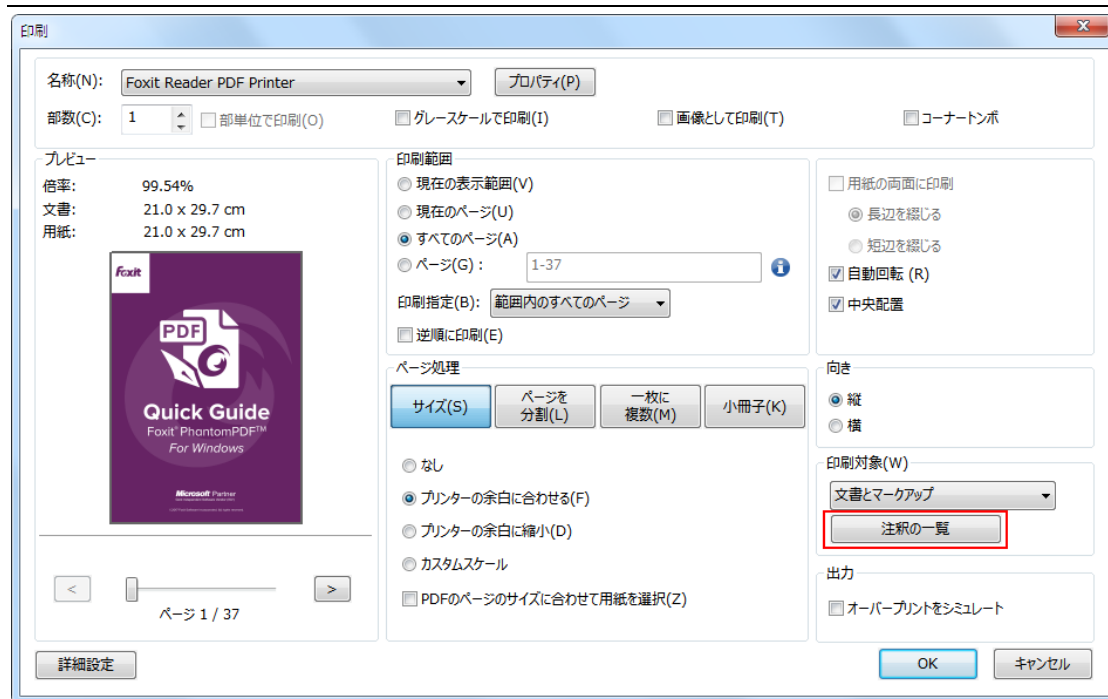 印刷
名称(N): Foxit Reader PDF Printer プロパティ(P)
部数(C): 1 部単位で印刷(O) グレースケールで印刷(I) 画像として印刷(T) コーナートンボ
プレビュー
倍率: 99.54%
文書: 21.0 x 29.7 cm
用紙: 21.0 x 29.7 cm
Foxit
PDF
Quick Guide
Foxit® PhantomPDF™
For Windows
Microsoft Partner
< >
ページ 1 / 37
印刷範囲
現在の表示範囲(V)
現在のページ(U)
すべてのページ(A)
ページ(G) : 1-37
印刷指定(B): 範囲内のすべてのページ
逆順に印刷(E)
用紙の両面に印刷
長辺を綴じる
短辺を綴じる
自動回転 (R)
中央配置
ページ処理
サイズ(S)
ページを
分割(L)
一枚に
複数(M)
小冊子(K)
なし
プリンターの余白に合わせる(F)
プリンターの余白に縮小(D)
カスタムスケール
PDFのページのサイズに合わせて用紙を選択(Z)
向き
縦
横
印刷対象(W)
文書とマークアップ
注釈の一覧
出力
オーバープリントをシミュレート
詳細設定 OK キャンセル